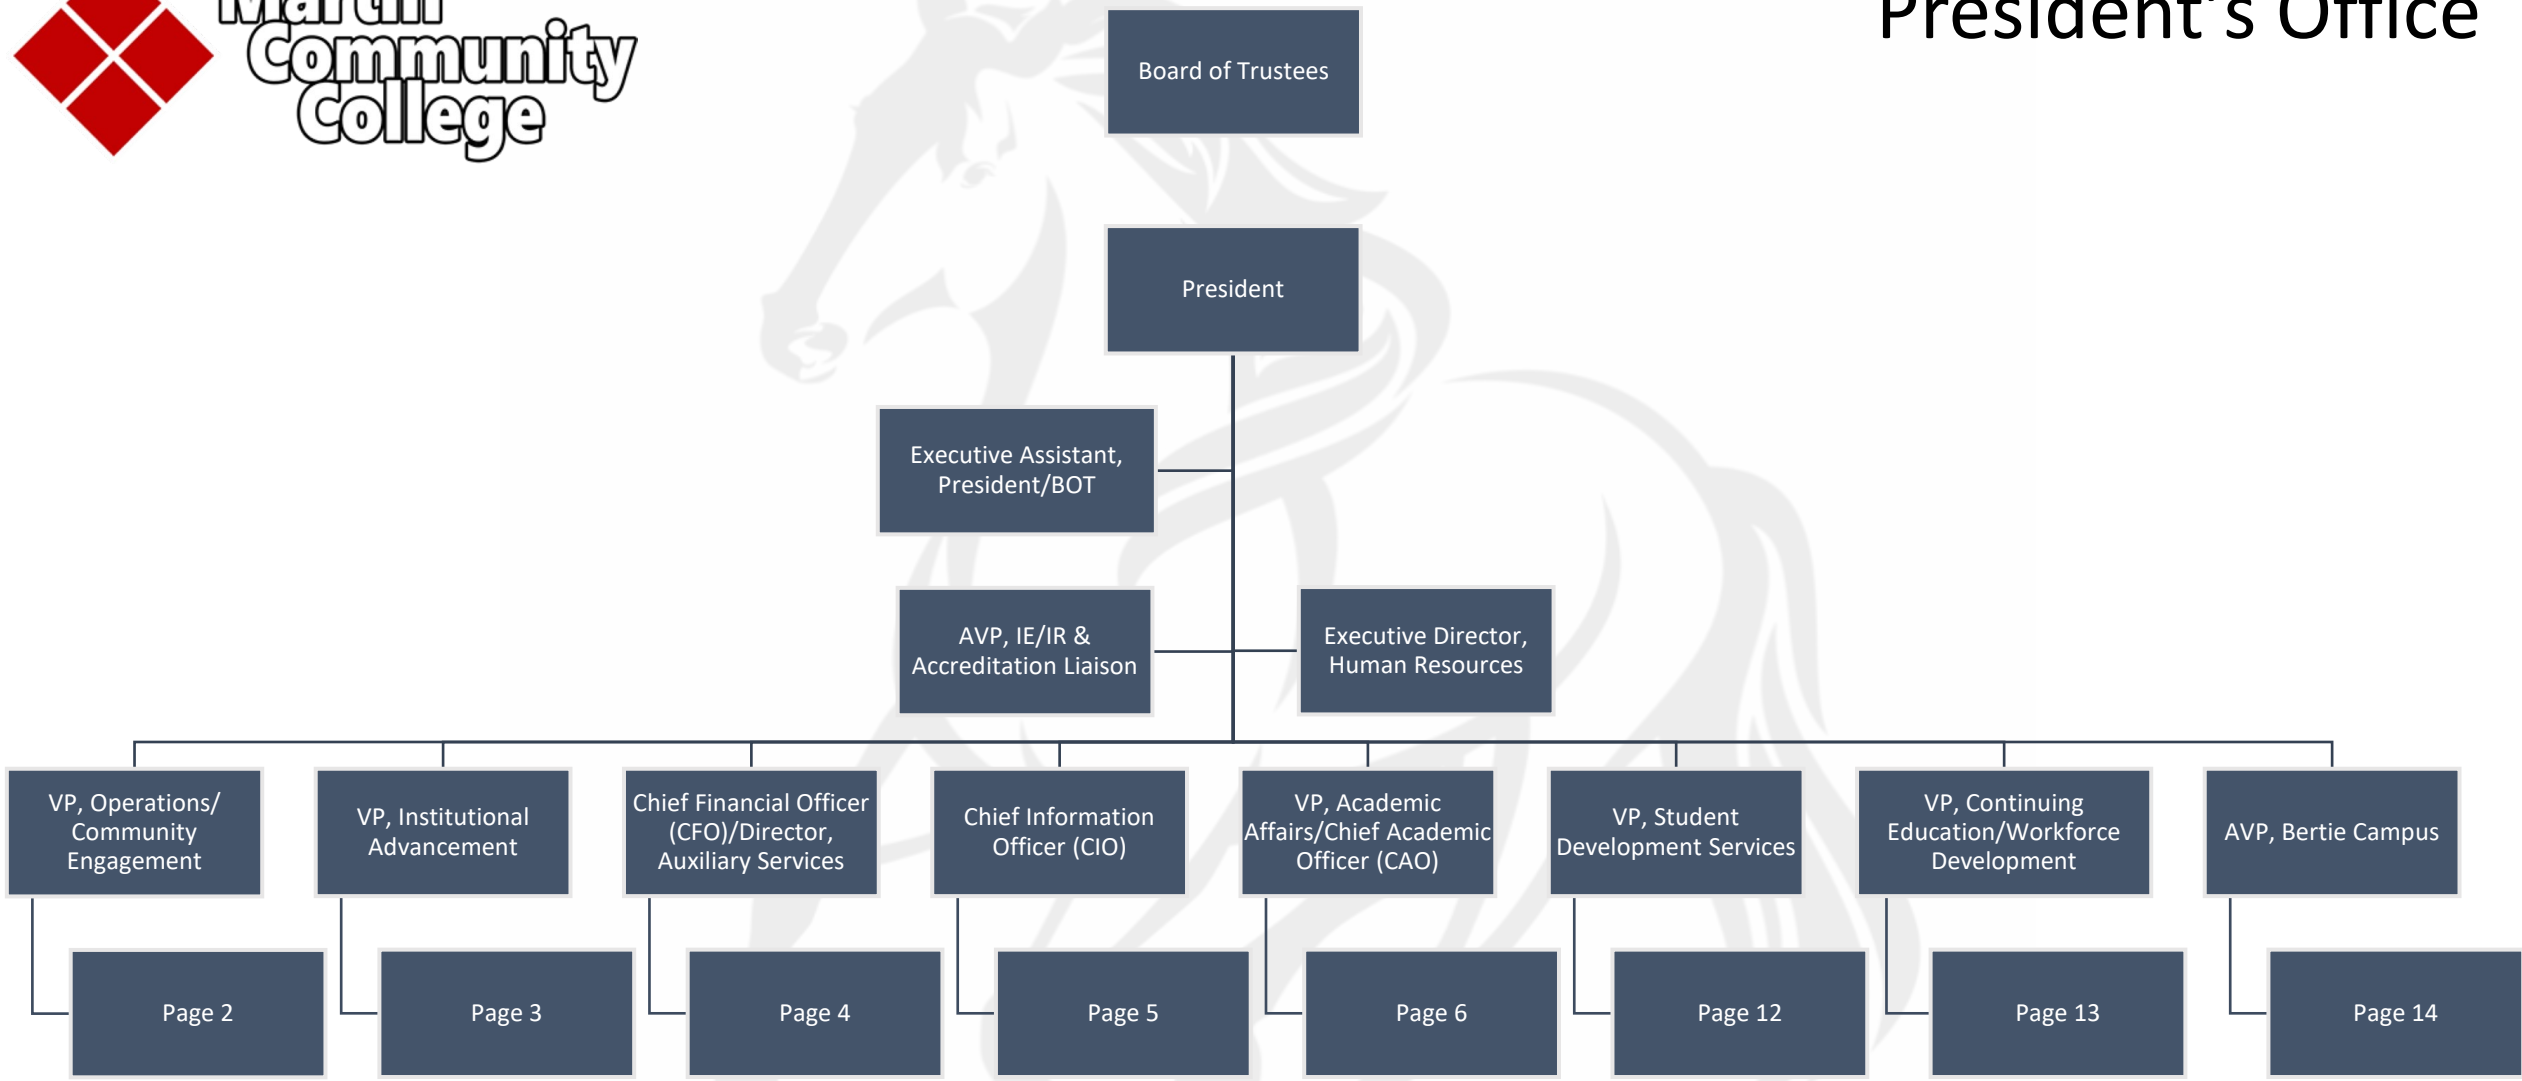 Martin
Community
College
President's Office
Board of Trustees
President
Executive Assistant,
President/BOT
AVP, IE/IR &
Accreditation Liaison
Executive Director,
Human Resources
VP, Operations/
Community
Engagement
VP, Institutional
Advancement
Chief Financial Officer
(CFO)/Director,
Auxiliary Services
Chief Information
Officer (CIO)
VP, Academic
Affairs/Chief Academic
Officer (CAO)
VP, Student
Development Services
VP, Continuing
Education/Workforce
Development
AVP, Bertie Campus
Page 2
Page 3
Page 4
Page 5
Page 6
Page 12
Page 13
Page 14